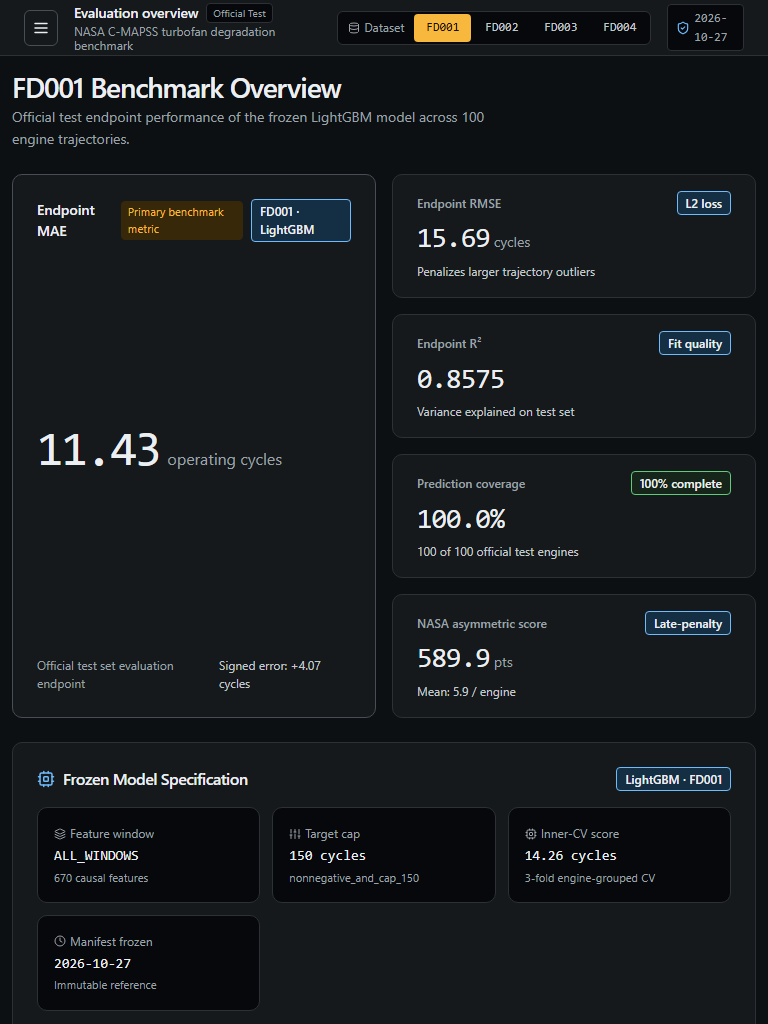 Evaluation overview
Official Test
NASA C-MAPSS turbofan degradation
benchmark
Dataset
FD001
FD002
FD003
FD004
2026-
10-27
FD001 Benchmark Overview
Official test endpoint performance of the frozen LightGBM model across 100
engine trajectories.
Endpoint
MAE
Primary benchmark
metric
FD001 ·
LightGBM
11.43 operating cycles
Official test set evaluation
endpoint
Signed error: +4.07
cycles
Endpoint RMSE
L2 loss
15.69 cycles
Penalizes larger trajectory outliers
Endpoint R²
Fit quality
0.8575
Variance explained on test set
Prediction coverage
100% complete
100.0%
100 of 100 official test engines
NASA asymmetric score
Late-penalty
589.9 pts
Mean: 5.9 / engine
Frozen Model Specification
LightGBM · FD001
Feature window
ALL_WINDOWS
670 causal features
Target cap
150 cycles
nonnegative_and_cap_150
Inner-CV score
14.26 cycles
3-fold engine-grouped CV
Manifest frozen
2026-10-27
Immutable reference